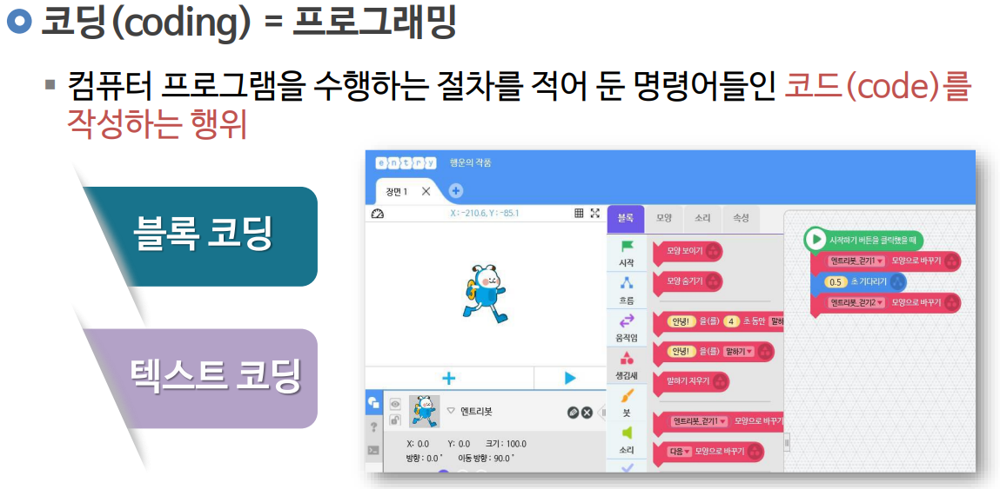 코딩(coding) = 프로그래밍
컴퓨터 프로그램을 수행하는 절차를 적어 둔 명령어들인 코드(code)를
작성하는 행위
블록 코딩
텍스트 코딩
entry 행운의 작품
장면 1
X : -210.6, Y : -85.1
블록 모양 소리 속성
시작
흐름
움직임
생김새
붓
소리
모양 보이기
모양 숨기기
안녕! 을(를) 4 초 동안 말하
안녕! 을(를) 말하기
말하기 지우기
엔트리봇_걷기1 모양으로 바꾸기
다음 모양으로 바꾸기
시작하기 버튼을 클릭했을 때
엔트리봇_걷기1 모양으로 바꾸기
0.5 초 기다리기
엔트리봇_걷기2 모양으로 바꾸기
엔트리봇
X: 0.0 Y: 0.0 크기 : 100.0
방향 : 0.0˚ 이동 방향 : 90.0˚